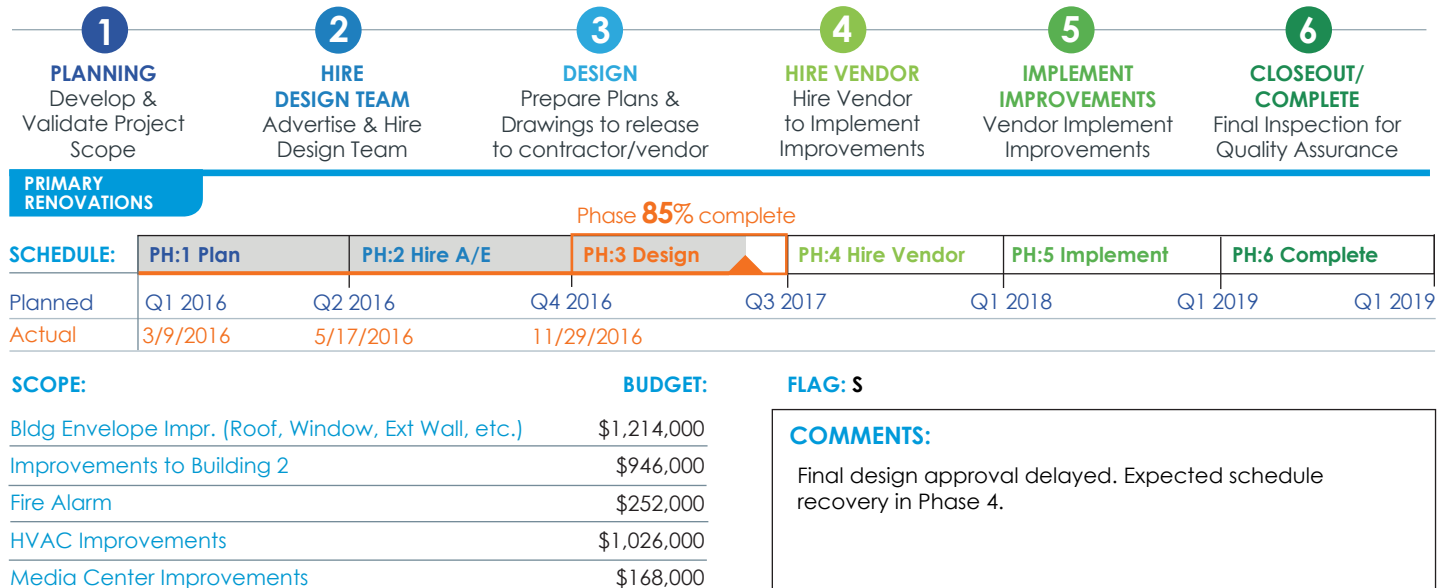 1 2 3 4 5 6
PLANNING
Develop &
Validate Project
Scope
HIRE
DESIGN TEAM
Advertise & Hire
Design Team
DESIGN
Prepare Plans &
Drawings to release
to contractor/vendor
HIRE VENDOR
Hire Vendor
to Implement
Improvements
IMPLEMENT
IMPROVEMENTS
Vendor Implement
Improvements
CLOSEOUT/
COMPLETE
Final Inspection for
Quality Assurance
PRIMARY
RENOVATIONS
Phase 85% complete
SCHEDULE: PH:1 Plan PH:2 Hire A/E PH:3 Design PH:4 Hire Vendor PH:5 Implement PH:6 Complete
Planned Q1 2016 Q2 2016 Q4 2016 Q3 2017 Q1 2018 Q1 2019 Q1 2019
Actual 3/9/2016 5/17/2016 11/29/2016
SCOPE: BUDGET:
Bldg Envelope Impr. (Roof, Window, Ext Wall, etc.) $1,214,000
Improvements to Building 2 $946,000
Fire Alarm $252,000
HVAC Improvements $1,026,000
Media Center Improvements $168,000
FLAG: S
COMMENTS:
Final design approval delayed. Expected schedule
recovery in Phase 4.